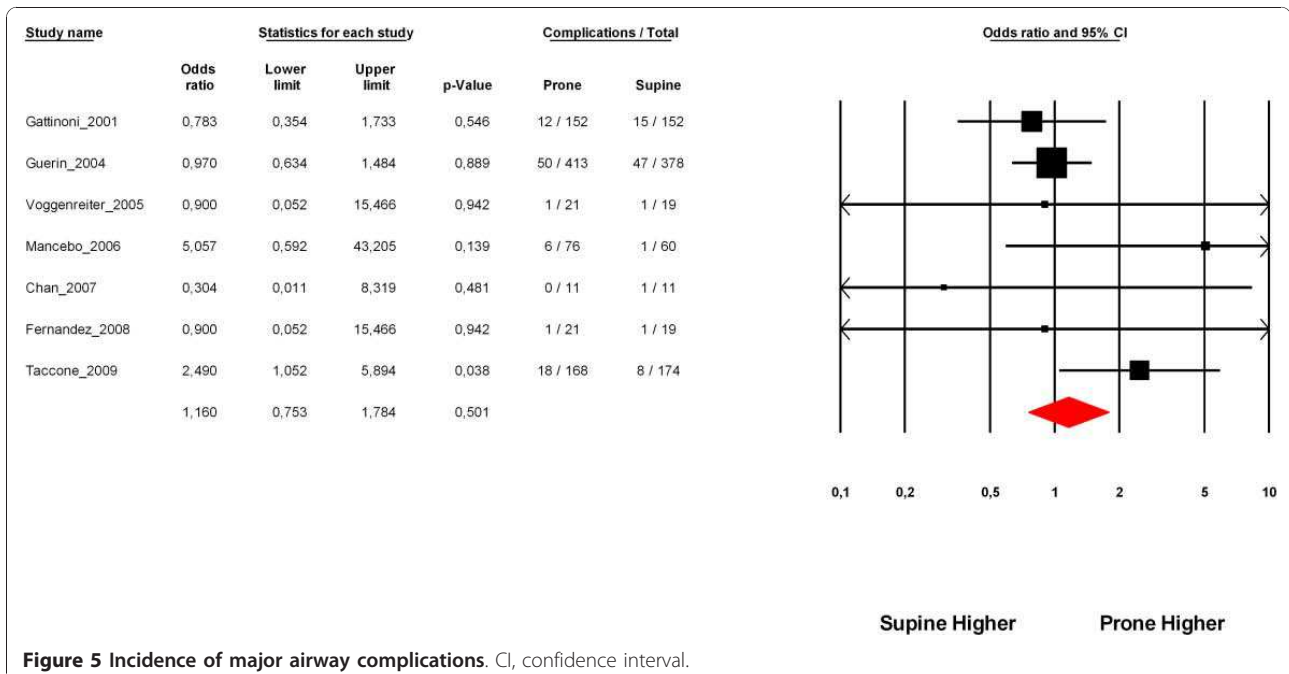 Study name Statistics for each study Complications / Total Odds ratio and 95% CI
Odds ratio Lower limit Upper limit p-Value Prone Supine
Gattinoni_2001 0,783 0,354 1,733 0,546 12 / 152 15 / 152
Guerin_2004 0,970 0,634 1,484 0,889 50 / 413 47 / 378
Voggenreiter_2005 0,900 0,052 15,466 0,942 1 / 21 1 / 19
Mancebo_2006 5,057 0,592 43,205 0,139 6 / 76 1 / 60
Chan_2007 0,304 0,011 8,319 0,481 0 / 11 1 / 11
Fernandez_2008 0,900 0,052 15,466 0,942 1 / 21 1 / 19
Taccone_2009 2,490 1,052 5,894 0,038 18 / 168 8 / 174
1,160 0,753 1,784 0,501
0,1 0,2 0,5 1 2 5 10
Supine Higher Prone Higher
Figure 5 Incidence of major airway complications. CI, confidence interval.